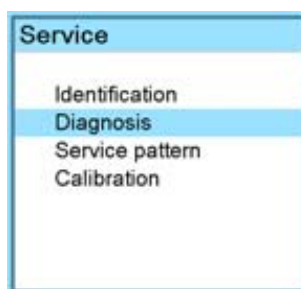 Service
Identification
Diagnosis
Service pattern
Calibration